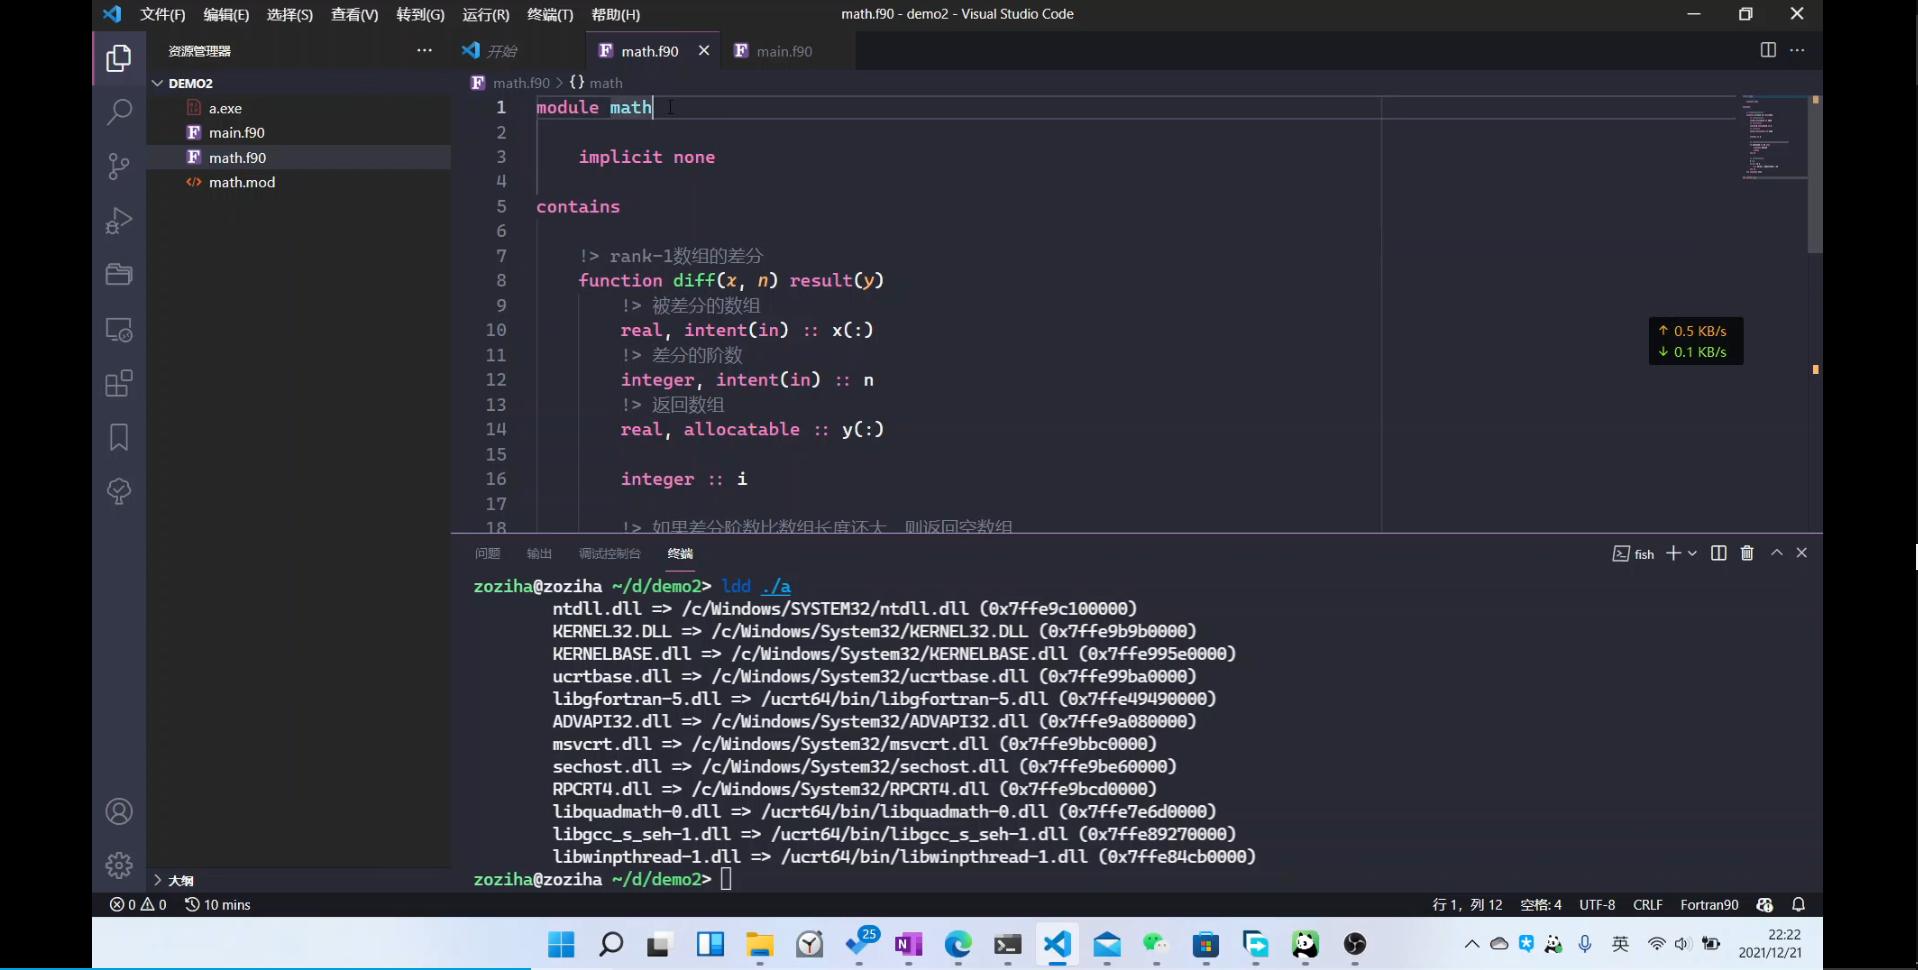 文件(F) 编辑(E) 选择(S) 查看(V) 转到(G) 运行(R) 终端(T) 帮助(H) math.f90 - demo2 - Visual Studio Code
资源管理器
开始 math.f90 main.f90
DEMO2
a.exe
main.f90
math.f90
math.mod
math.f90 > {} math
1 module math
2
3 implicit none
4
5 contains
6
7 !> rank-1数组的差分
8 function diff(x, n) result(y)
9 !> 被差分的数组
10 real, intent(in) :: x(:)
11 !> 差分的阶数
12 integer, intent(in) :: n
13 !> 返回数组
14 real, allocatable :: y(:)
15
16 integer :: i
17
18 !> 如果差分阶数比数组长度还大，则返回空数组
↑ 0.5 KB/s
↓ 0.1 KB/s
问题 输出 调试控制台 终端 fish
zoziha@zoziha ~/d/demo2> ldd ./a
ntdll.dll => /c/Windows/SYSTEM32/ntdll.dll (0x7ffe9c100000)
KERNEL32.DLL => /c/Windows/System32/KERNEL32.DLL (0x7ffe9b9b0000)
KERNELBASE.dll => /c/Windows/System32/KERNELBASE.dll (0x7ffe995e0000)
ucrtbase.dll => /c/Windows/System32/ucrtbase.dll (0x7ffe99ba0000)
libgfortran-5.dll => /ucrt64/bin/libgfortran-5.dll (0x7ffe49490000)
ADVAPI32.dll => /c/Windows/System32/ADVAPI32.dll (0x7ffe9a080000)
msvcrt.dll => /c/Windows/System32/msvcrt.dll (0x7ffe9bbc0000)
sechost.dll => /c/Windows/System32/sechost.dll (0x7ffe9be60000)
RPCRT4.dll => /c/Windows/System32/RPCRT4.dll (0x7ffe9bcd0000)
libquadmath-0.dll => /ucrt64/bin/libquadmath-0.dll (0x7ffe7e6d0000)
libgcc_s_seh-1.dll => /ucrt64/bin/libgcc_s_seh-1.dll (0x7ffe89270000)
libwinpthread-1.dll => /ucrt64/bin/libwinpthread-1.dll (0x7ffe84cb0000)
zoziha@zoziha ~/d/demo2>
大纲
0 0 10 mins 行 1，列 12 空格: 4 UTF-8 CRLF Fortran90
25
英
22:22
2021/12/21